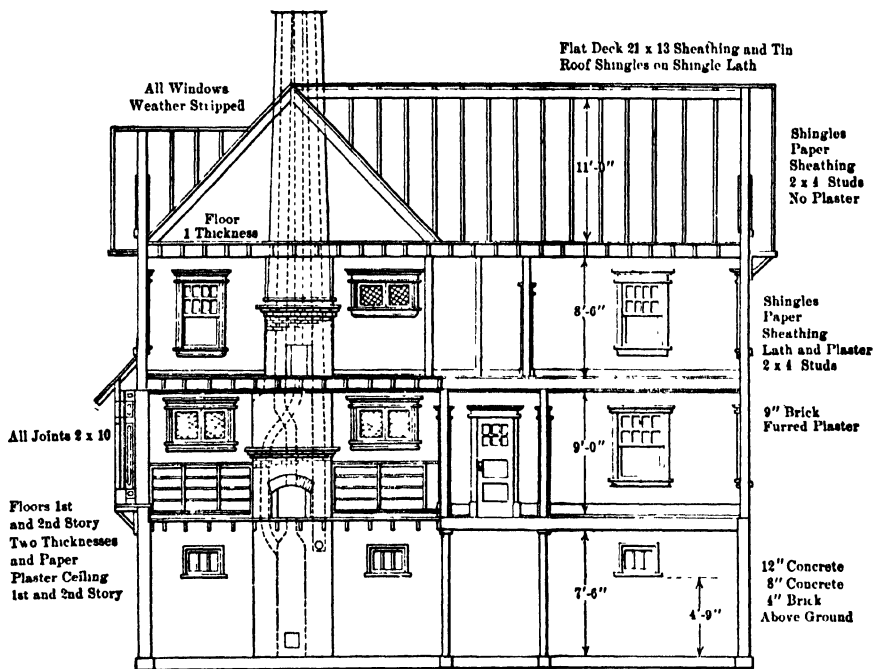 Flat Deck 21 x 13 Sheathing and Tin
Roof Shingles on Shingle Lath
All Windows
Weather Stripped
Shingles
Paper
Sheathing
2 x 4 Studs
No Plaster
11'-0"
Floor
1 Thickness
8'-6"
Shingles
Paper
Sheathing
Lath and Plaster
2 x 4 Studs
9" Brick
Furred Plaster
All Joints 2 x 10
9'-0"
Floors 1st
and 2nd Story
Two Thicknesses
and Paper
Plaster Ceiling
1st and 2nd Story
7'-6"
4'-9"
12" Concrete
8" Concrete
4" Brick
Above Ground